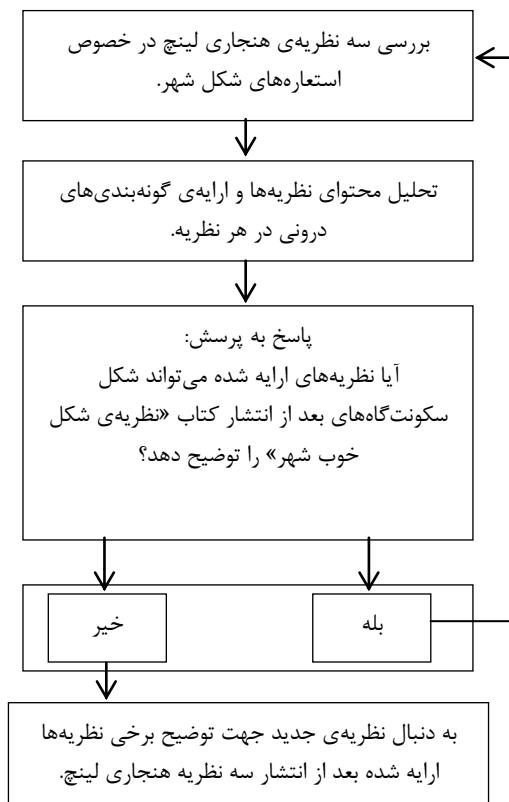 بررسی سه نظریه‌ی هنجاری لینچ در خصوص
استعاره‌های شکل شهر.
تحلیل محتوای نظریه‌ها و ارایه‌ی گونه‌بندی‌های
درونی در هر نظریه.
پاسخ به پرسش:
آیا نظریه‌های ارایه شده می‌تواند شکل
سکونت‌گاه‌های بعد از انتشار کتاب «نظریه‌ی شکل
خوب شهر» را توضیح دهد؟
بله
خیر
به دنبال نظریه‌ی جدید جهت توضیح برخی نظریه‌ها
ارایه شده بعد از انتشار سه نظریه هنجاری لینچ.